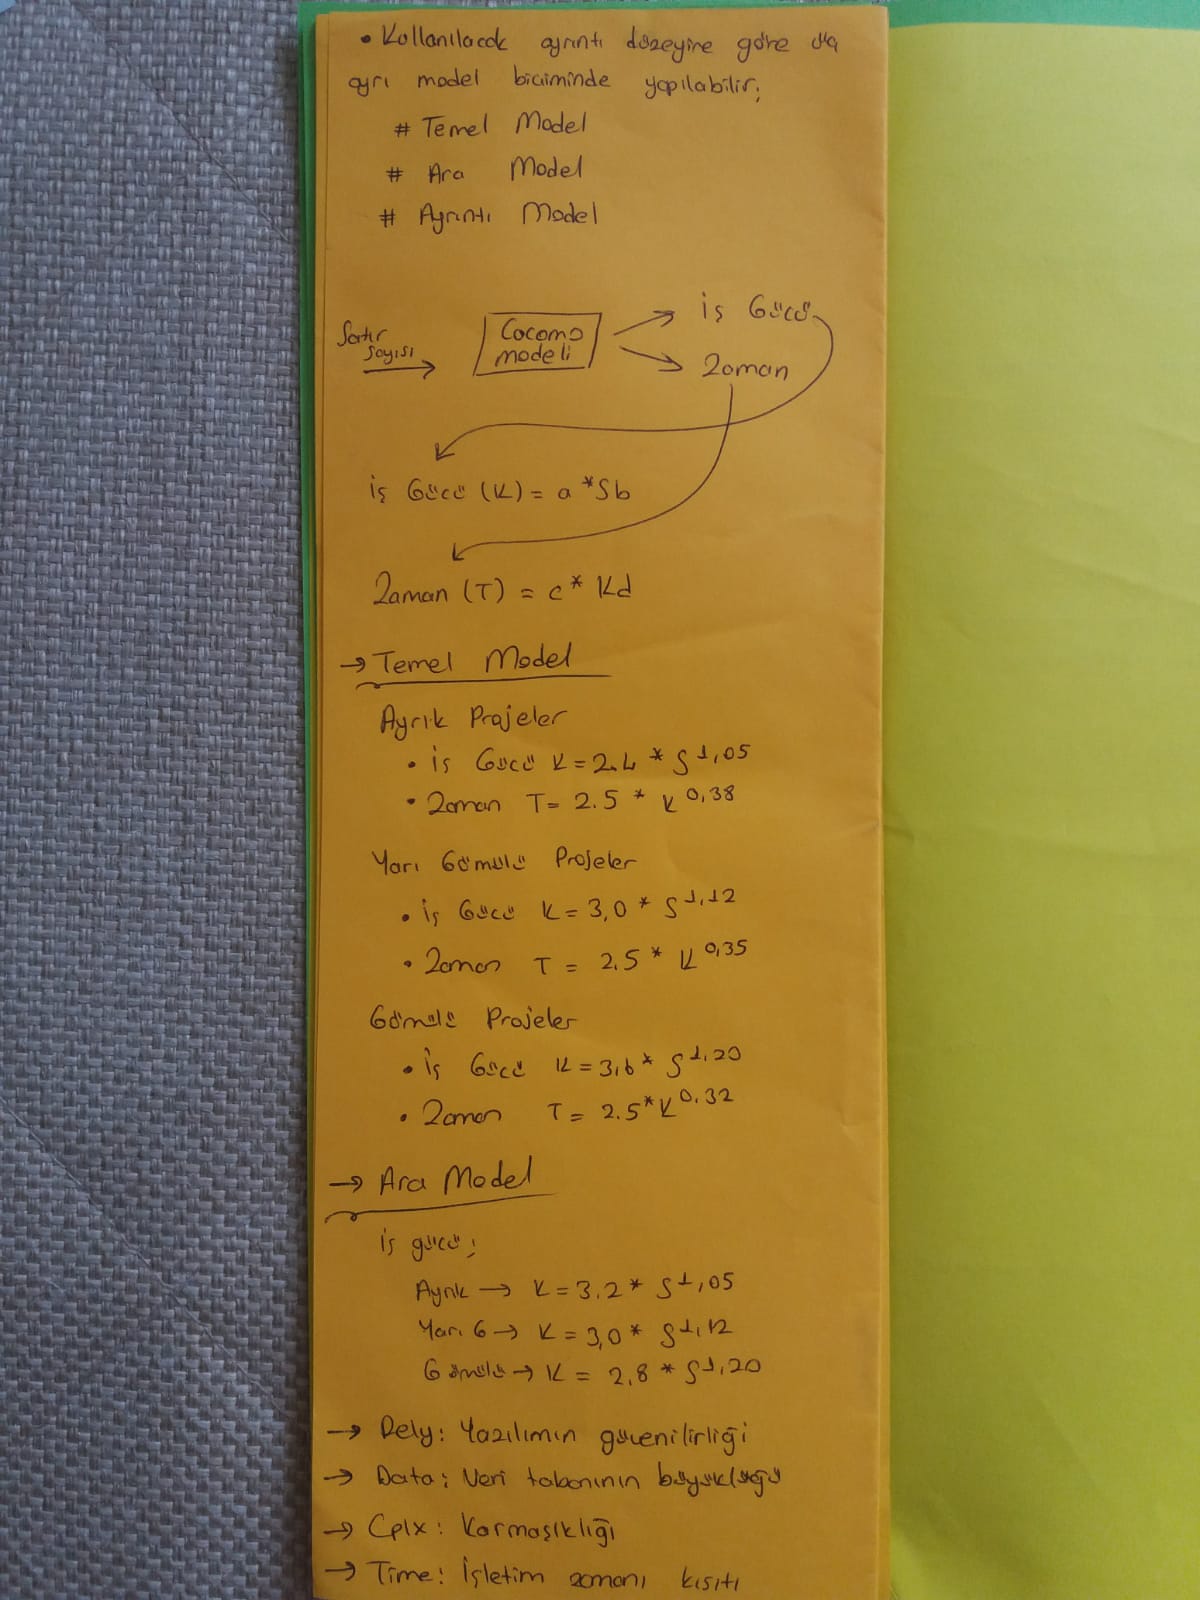 • Kullanılacak ayrıntı düzeyine göre üç
ayrı model biçiminde yapılabilir;
# Temel Model
# Ara Model
# Ayrıntı Model
Satır
sayısı
Cocomo
modeli
İş Gücü
Zaman
İş Gücü (K) = a * Sb
Zaman (T) = c * Kd
→ Temel Model
Ayrık Projeler
• İş Gücü K = 2.4 * S^1,05
• Zaman T = 2.5 * K^0,38
Yarı Gömülü Projeler
• İş Gücü K = 3,0 * S^1,12
• Zaman T = 2,5 * K^0,35
Gömülü Projeler
• İş Gücü K = 3,6 * S^1,20
• Zaman T = 2.5 * K^0,32
→ Ara Model
iş gücü;
Ayrık → K = 3.2 * S^1,05
Yarı G → K = 3,0 * S^1,12
Gömülü → K = 2,8 * S^1,20
→ Rely: Yazılımın güvenilirliği
→ Data: Veri tabanının büyüklüğü
→ Cplx: Karmaşıklığı
→ Time: İşletim zamanı kısıtı